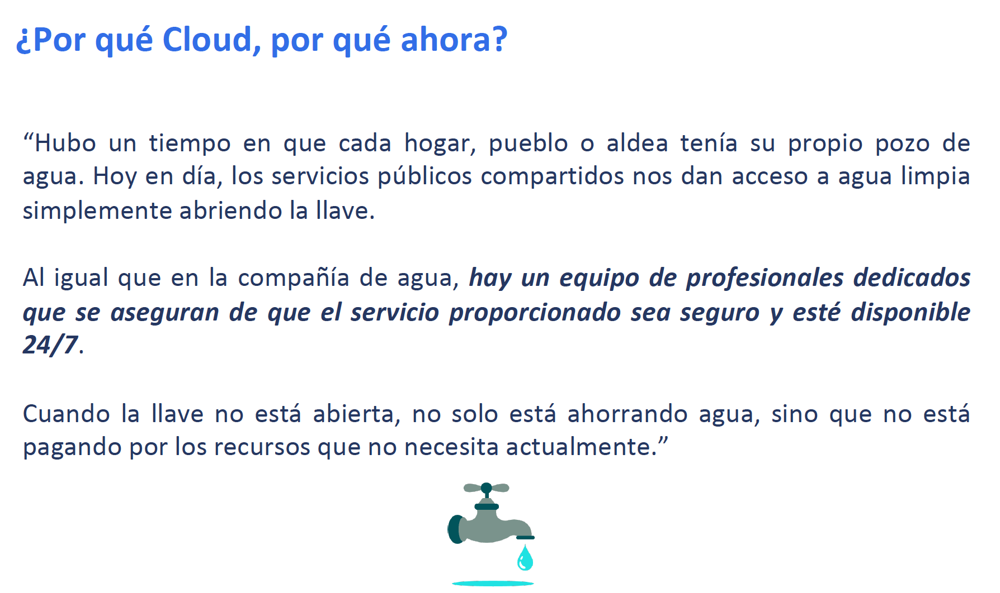 ¿Por qué Cloud, por qué ahora?
“Hubo un tiempo en que cada hogar, pueblo o aldea tenía su propio pozo de
agua. Hoy en día, los servicios públicos compartidos nos dan acceso a agua limpia
simplemente abriendo la llave.
Al igual que en la compañía de agua, hay un equipo de profesionales dedicados
que se aseguran de que el servicio proporcionado sea seguro y esté disponible
24/7.
Cuando la llave no está abierta, no solo está ahorrando agua, sino que no está
pagando por los recursos que no necesita actualmente.”